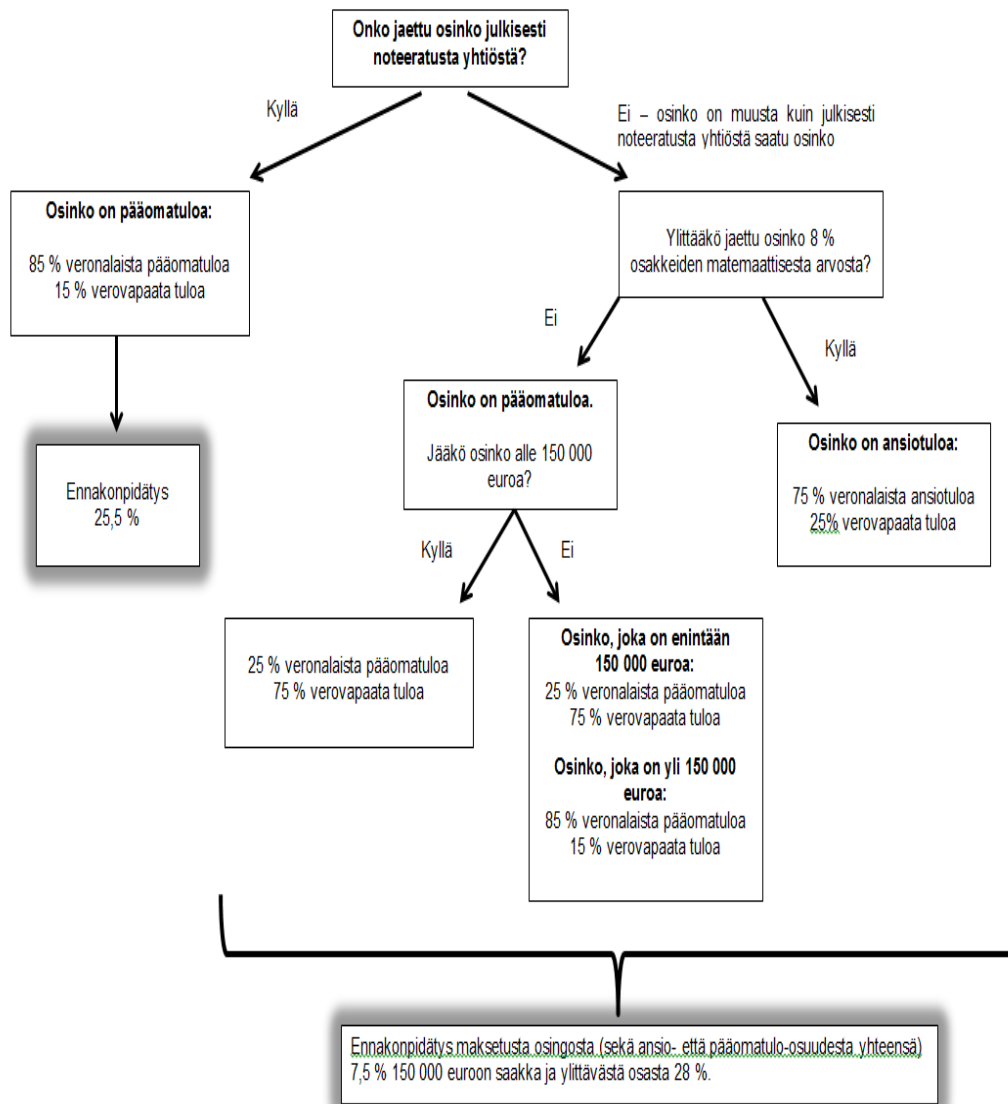 Onko jaettu osinko julkisesti
noteeratusta yhtiöstä?
Kyllä
Ei – osinko on muusta kuin julkisesti
noteeratusta yhtiöstä saatu osinko
Osinko on pääomatuloa:
85 % veronalaista pääomatuloa
15 % verovapaata tuloa
Ylittääkö jaettu osinko 8 %
osakkeiden matemaattisesta arvosta?
Ei
Kyllä
Ennakonpidätys
25,5 %
Osinko on pääomatuloa.
Jääkö osinko alle 150 000
euroa?
Osinko on ansiotuloa:
75 % veronalaista ansiotuloa
25% verovapaata tuloa
Kyllä
Ei
25 % veronalaista pääomatuloa
75 % verovapaata tuloa
Osinko, joka on enintään
150 000 euroa:
25 % veronalaista pääomatuloa
75 % verovapaata tuloa
Osinko, joka on yli 150 000
euroa:
85 % veronalaista pääomatuloa
15 % verovapaata tuloa
Ennakonpidätys maksetusta osingosta (sekä ansio- että pääomatulo-osuudesta yhteensä)
7,5 % 150 000 euroon saakka ja ylittävästä osasta 28 %.